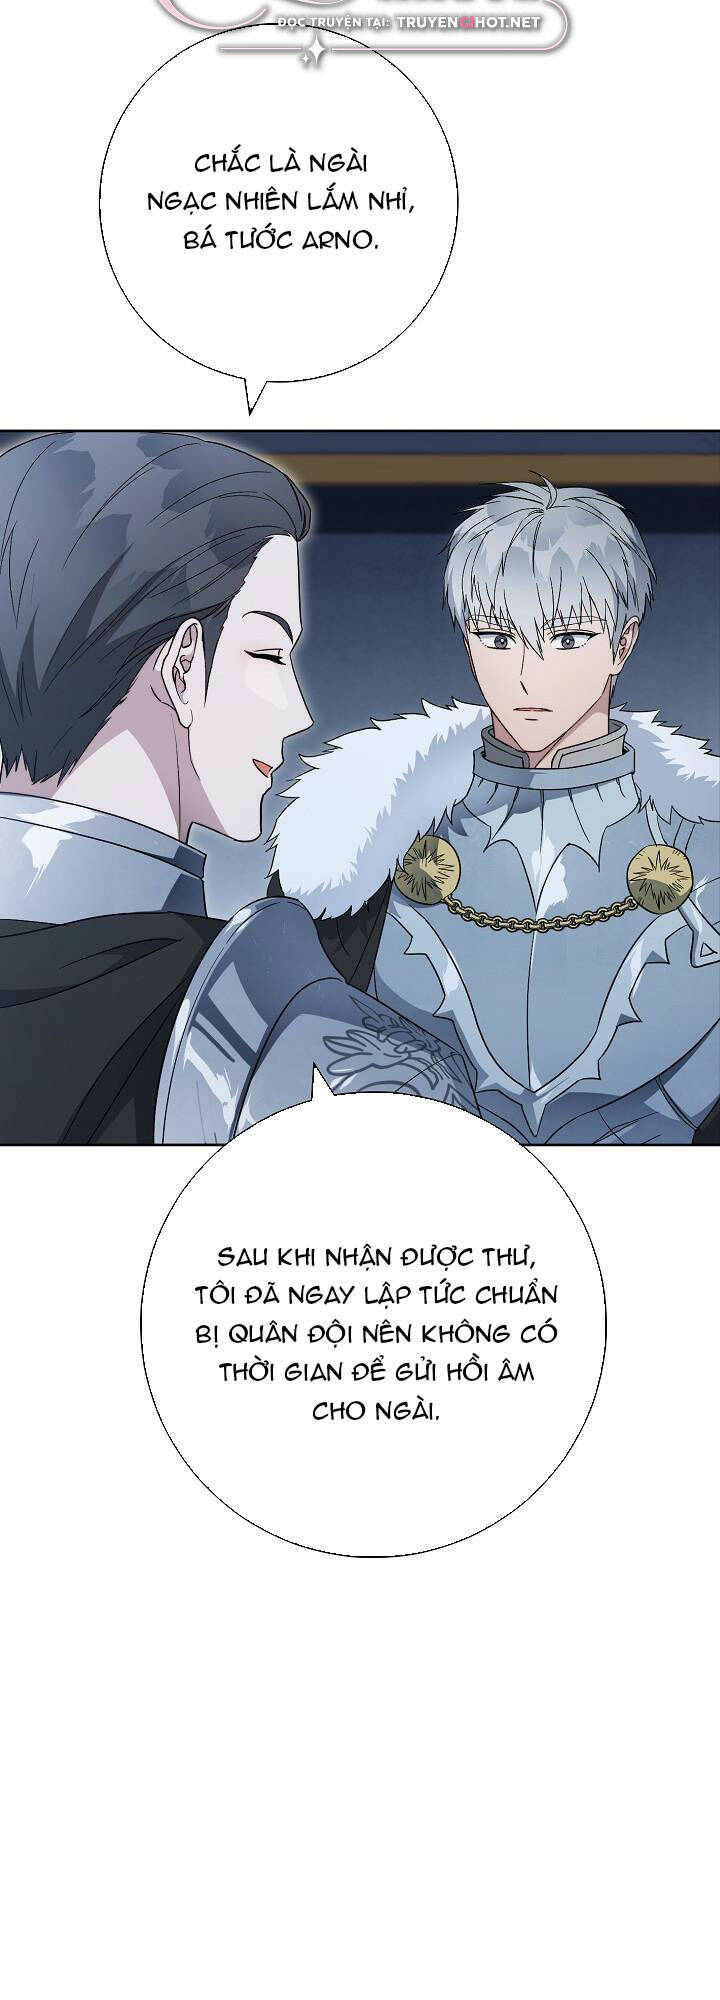 ĐỌC TRUYỆN TẠI: TRUYENGIHOT.NET
CHẮC LÀ NGÀI
NGẠC NHIÊN LẮM NHỈ,
BÁ TƯỚC ARNO.
SAU KHI NHẬN ĐƯỢC THƯ,
TÔI ĐÃ NGAY LẬP TỨC CHUẨN
BỊ QUÂN ĐỘI NÊN KHÔNG CÓ
THỜI GIAN ĐỂ GỬI HỒI ÂM
CHO NGÀI.